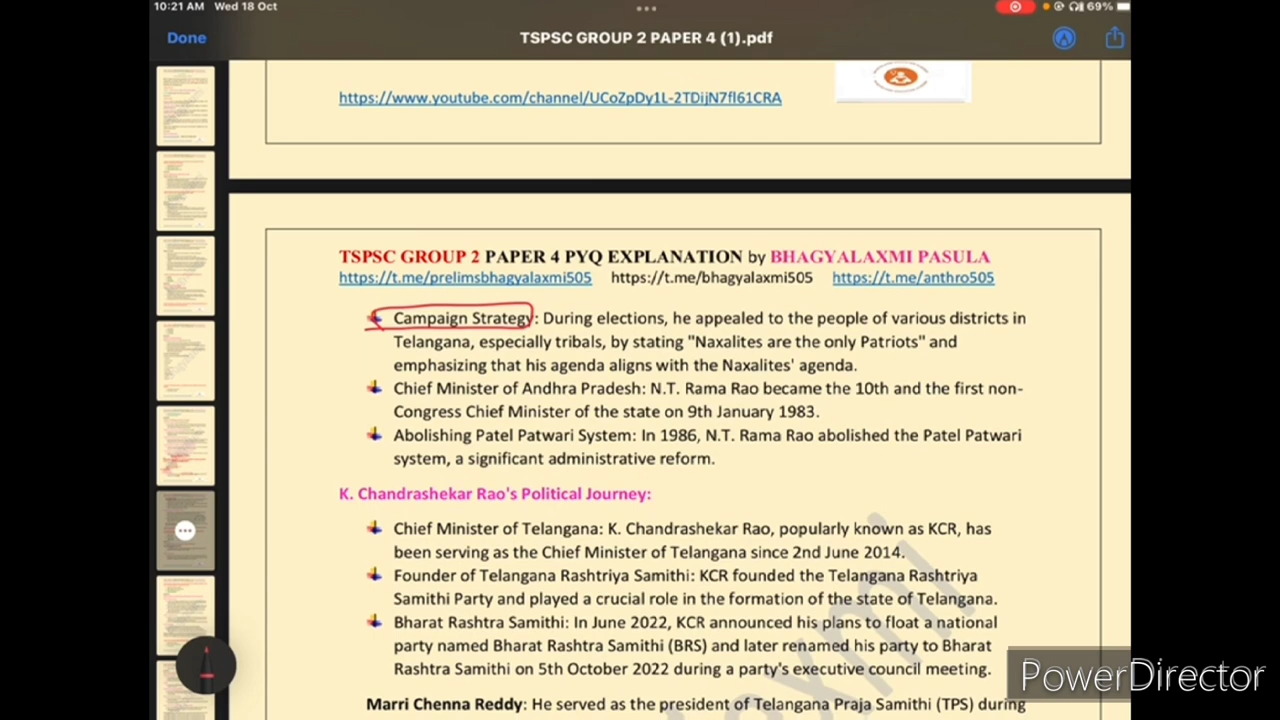 10:21 AM Wed 18 Oct
69%
Done
TSPSC GROUP 2 PAPER 4 (1).pdf
https://www.youtube.com/channel/UCoZpDy1L-2TDijN7fl61CRA
TSPSC GROUP 2 PAPER 4 PYQ EXPLANATION by BHAGYALAXMI PASULA
https://t.me/prelimsbhagyalaxmi505 https://t.me/bhagyalaxmi505 https://t.me/anthro505
Campaign Strategy: During elections, he appealed to the people of various districts in
Telangana, especially tribals, by stating "Naxalites are the only Patriots" and
emphasizing that his agenda aligns with the Naxalites' agenda.
Chief Minister of Andhra Pradesh: N.T. Rama Rao became the 10th and the first non-
Congress Chief Minister of the state on 9th January 1983.
Abolishing Patel Patwari System: In 1986, N.T. Rama Rao abolished the Patel Patwari
system, a significant administrative reform.
K. Chandrashekar Rao's Political Journey:
Chief Minister of Telangana: K. Chandrashekar Rao, popularly known as KCR, has
been serving as the Chief Minister of Telangana since 2nd June 2014.
Founder of Telangana Rashtriya Samithi: KCR founded the Telangana Rashtriya
Samithi Party and played a crucial role in the formation of the state of Telangana.
Bharat Rashtra Samithi: In June 2022, KCR announced his plans to float a national
party named Bharat Rashtra Samithi (BRS) and later renamed his party to Bharat
Rashtra Samithi on 5th October 2022 during a party's executive council meeting.
Marri Chenna Reddy: He served as the president of Telangana Praja Samithi (TPS) during
PowerDirector